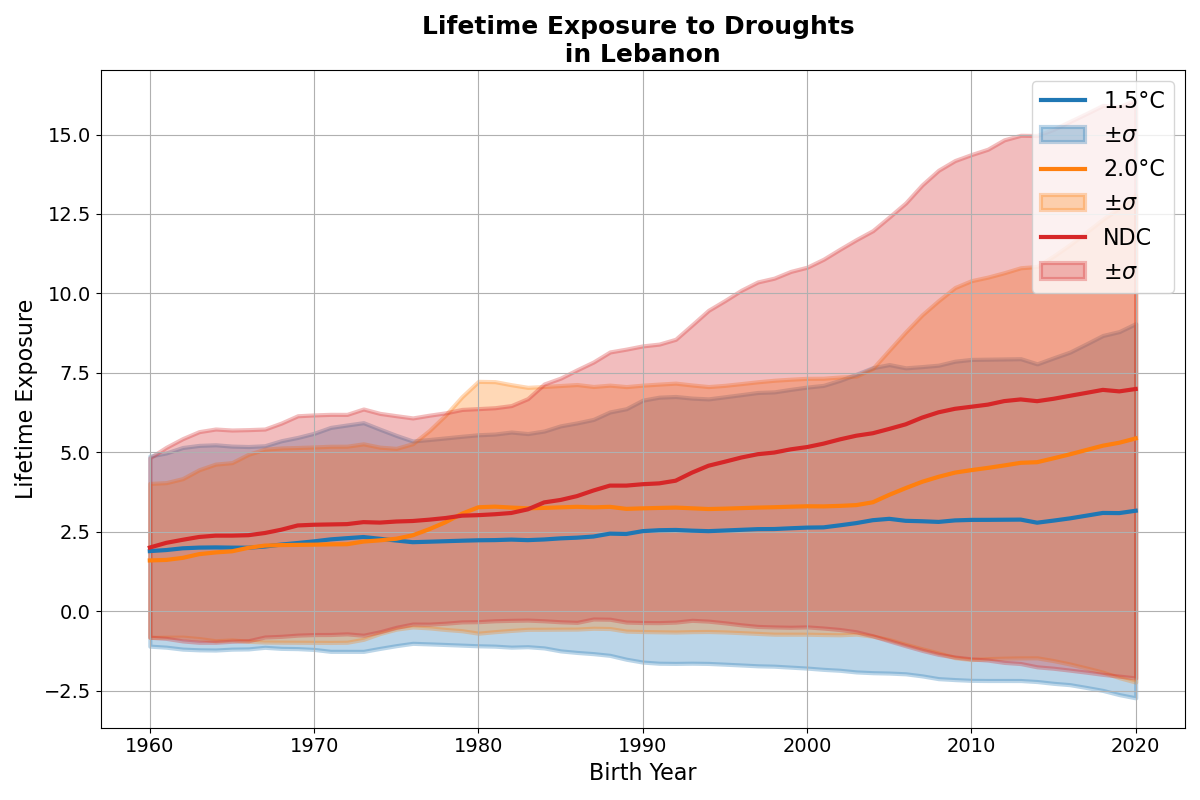 Lifetime Exposure to Droughts
in Lebanon
Lifetime Exposure
15.0
12.5
10.0
7.5
5.0
2.5
0.0
−2.5
1.5°C
±σ
2.0°C
±σ
NDC
±σ
1960 1970 1980 1990 2000 2010 2020
Birth Year